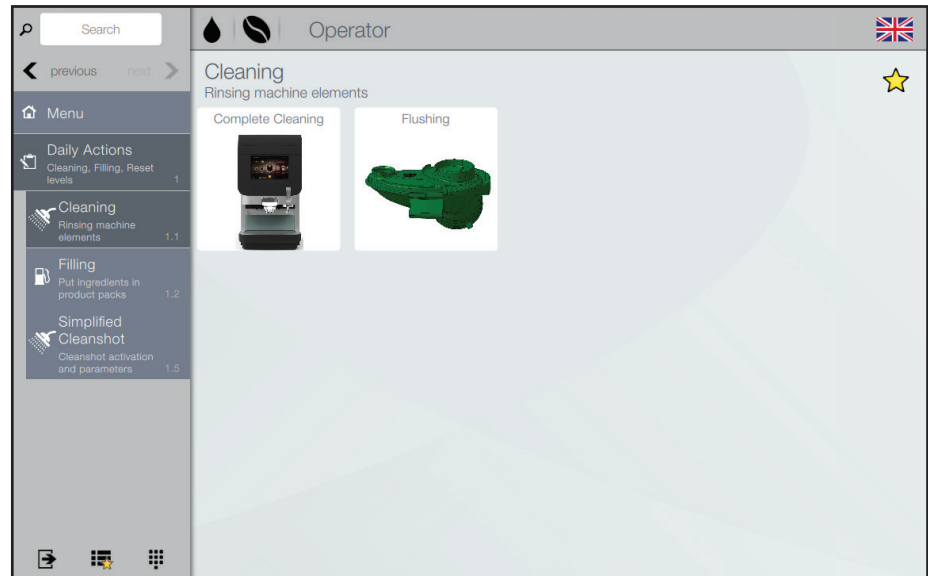 Search
Operator
previous next
Menu
Daily Actions
Cleaning, Filling, Reset
levels 1
Cleaning
Rinsing machine
elements 1.1
Filling
Put ingredients in
product packs 1.2
Simplified
Cleanshot
Cleanshot activation
and parameters 1.5
Cleaning
Rinsing machine elements
Complete Cleaning Flushing